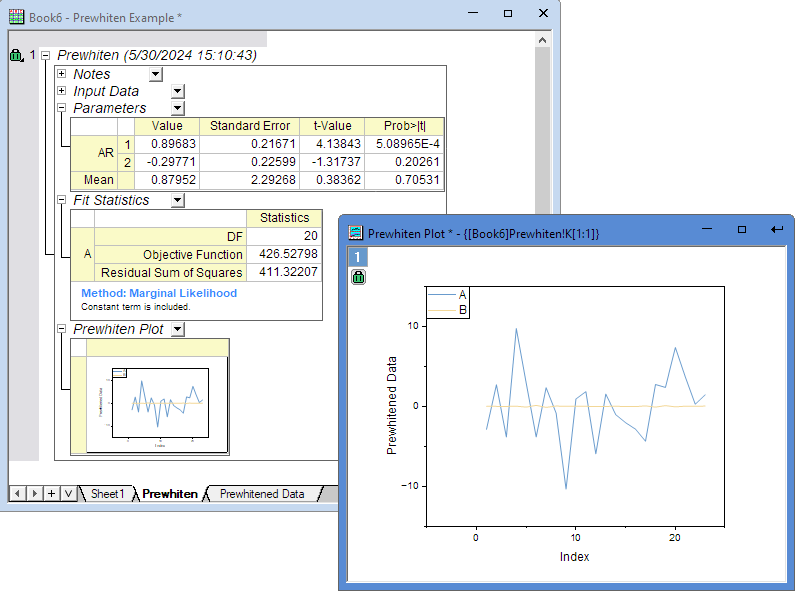 Book6 - Prewhiten Example *
1 Prewhiten (5/30/2024 15:10:43)
Notes
Input Data
Parameters
Value Standard Error t-Value Prob>|t|
AR 1 0.89683 0.21671 4.13843 5.08965E-4
2 -0.29771 0.22599 -1.31737 0.20261
Mean 0.87952 2.29268 0.38362 0.70531
Fit Statistics
Statistics
A DF 20
Objective Function 426.52798
Residual Sum of Squares 411.32207
Method: Marginal Likelihood
Constant term is included.
Prewhiten Plot
Sheet1 Prewhiten Prewhitened Data
Prewhiten Plot * - {[Book6]Prewhiten!K[1:1]}
1
A
B
10
0
-10
Prewhitened Data
0 10 20
Index